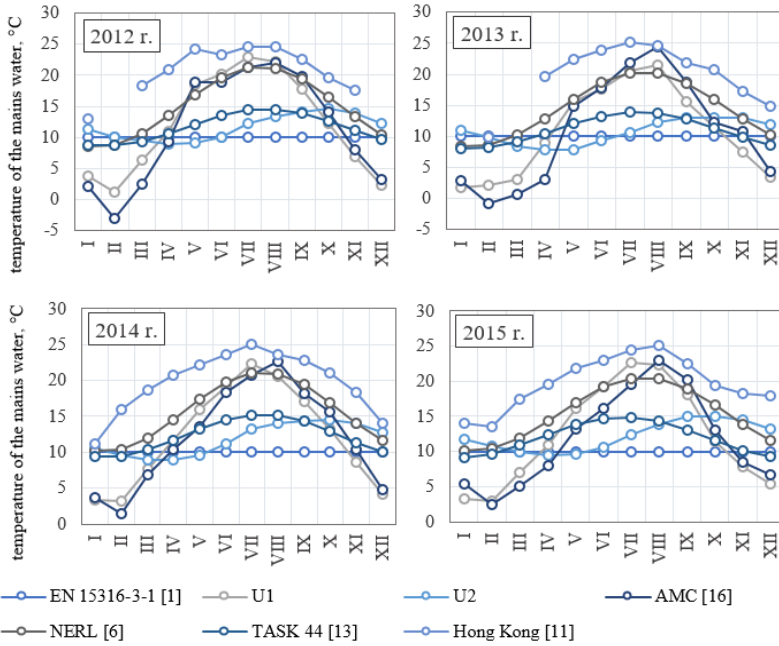 30 30
25 2012 r. 25 2013 r.
20 20
15 15
10 10
5 5
0 0
-5 -5
I II III IV V VI VII VIII IX X XI XII I II III IV V VI VII VIII IX X XI XII
temperature of the mains water, °C
30 30
25 2014 r. 25 2015 r.
20 20
15 15
10 10
5 5
0 0
I II III IV V VI VII VIII IX X XI XII I II III IV V VI VII VIII IX X XI XII
temperature of the mains water, °C
EN 15316-3-1 [1] U1 U2 AMC [16]
NERL [6] TASK 44 [13] Hong Kong [11]